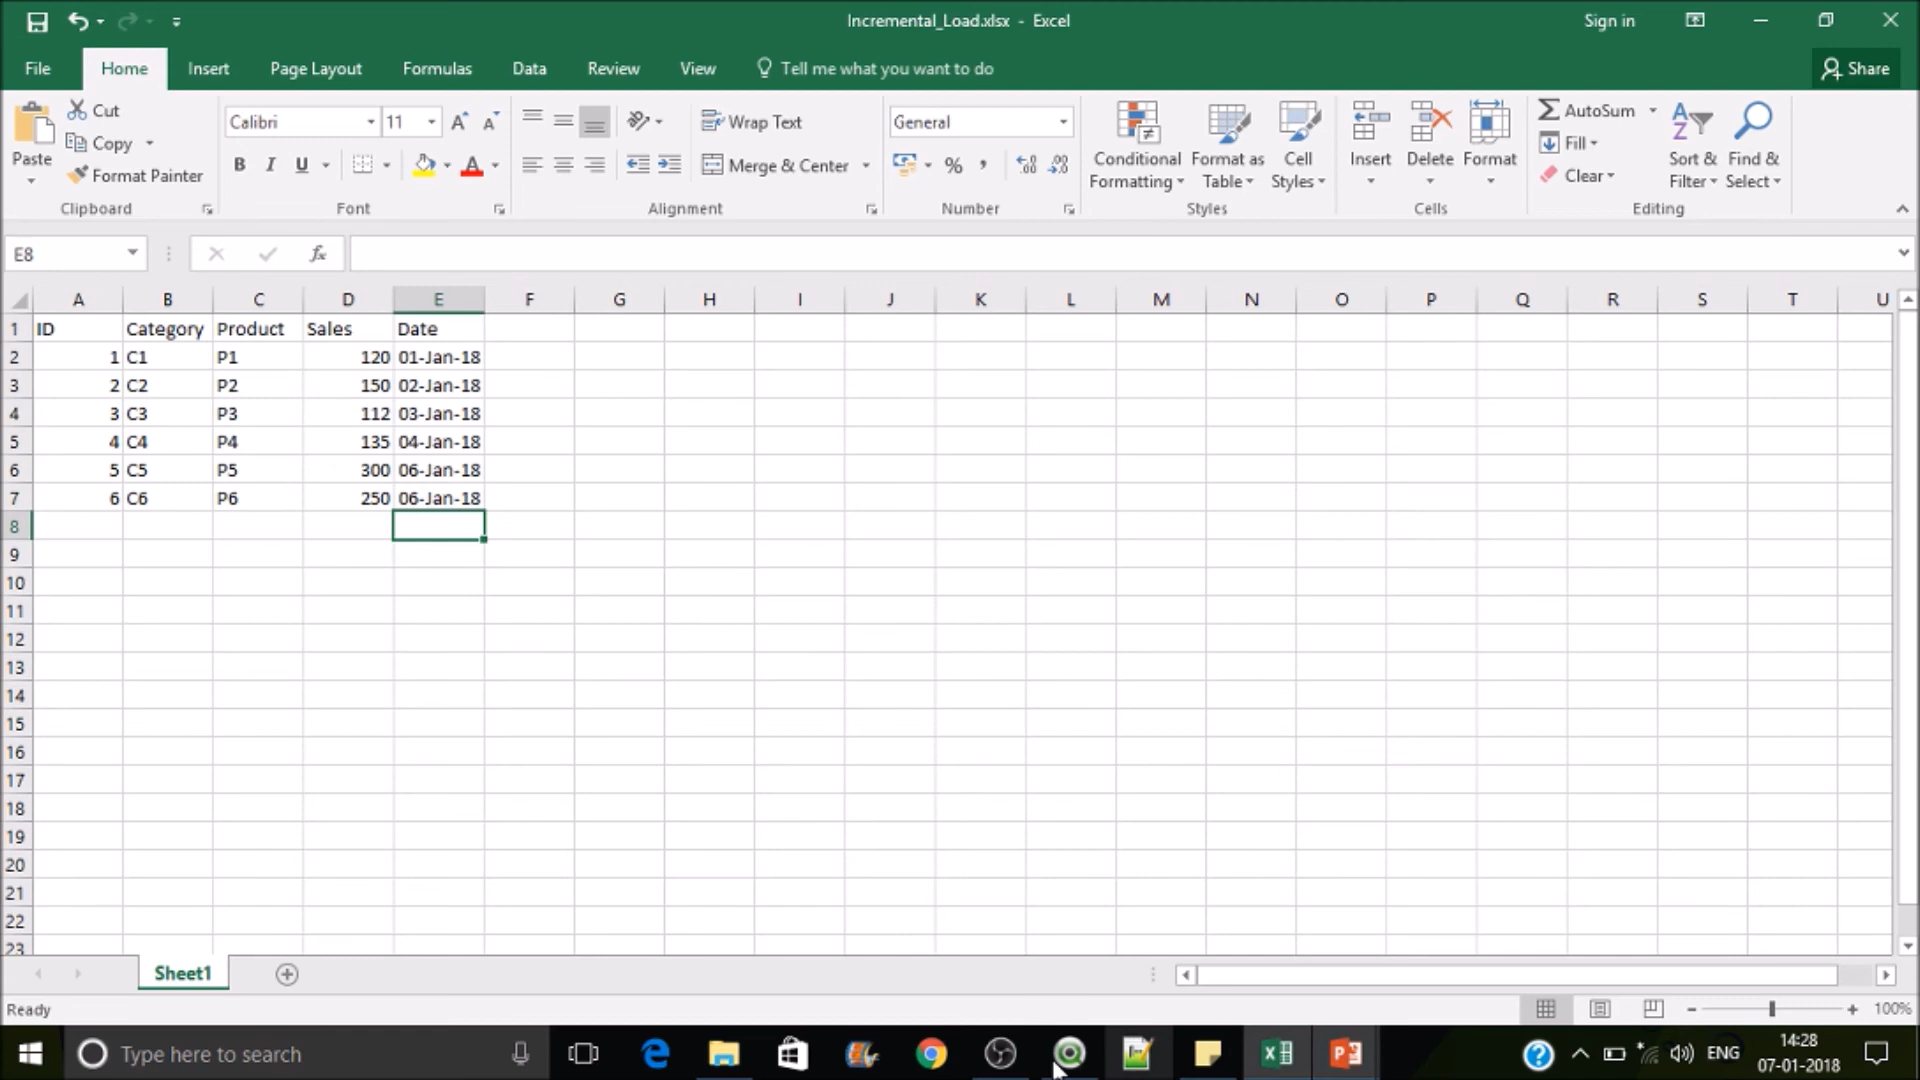 Incremental_Load.xlsx - Excel
Sign in
File Home Insert Page Layout Formulas Data Review View Tell me what you want to do Share
Paste
Cut
Copy
Format Painter
Clipboard
Calibri 11
B I U A
Font
Wrap Text
Merge & Center
Alignment
General
%
Number
Conditional Formatting
Format as Table
Cell Styles
Styles
Insert Delete Format
Cells
AutoSum
Fill
Clear
Sort & Filter
Find & Select
Editing
E8 fx
A B C D E F G H I J K L M N O P Q R S T U
1 ID Category Product Sales Date
2 1 C1 P1 120 01-Jan-18
3 2 C2 P2 150 02-Jan-18
4 3 C3 P3 112 03-Jan-18
5 4 C4 P4 135 04-Jan-18
6 5 C5 P5 300 06-Jan-18
7 6 C6 P6 250 06-Jan-18
8
9
10
11
12
13
14
15
16
17
18
19
20
21
22
23
Sheet1
Ready
100%
Type here to search
ENG
14:28
07-01-2018